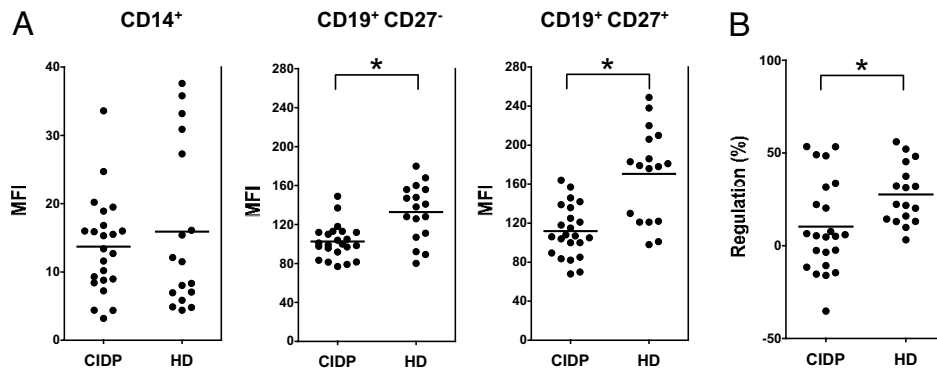 A
CD14⁺
MFI
40
30
20
10
0
CIDP HD
CD19⁺ CD27⁻
MFI
280
240
200
160
120
80
40
0
*
CIDP HD
CD19⁺ CD27⁺
MFI
280
240
200
160
120
80
40
0
*
CIDP HD
B
Regulation (%)
100
50
0
-50
*
CIDP HD